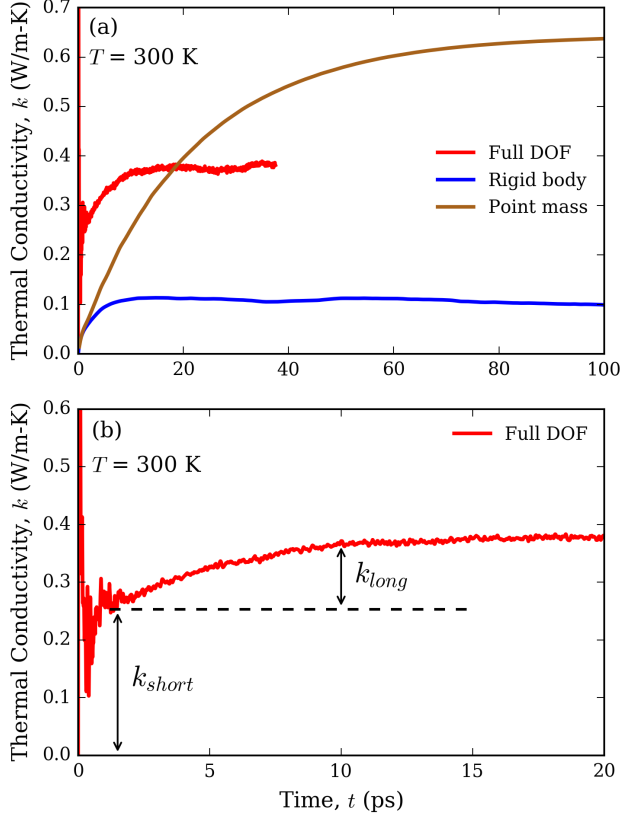 (a)
T = 300 K
Thermal Conductivity, k (W/m-K)
0.7
0.6
0.5
0.4
0.3
0.2
0.1
0.0
Full DOF
Rigid body
Point mass
0 20 40 60 80 100
(b)
T = 300 K
Thermal Conductivity, k (W/m-K)
0.6
0.5
0.4
0.3
0.2
0.1
0.0
Full DOF
k_long
k_short
0 5 10 15 20
Time, t (ps)